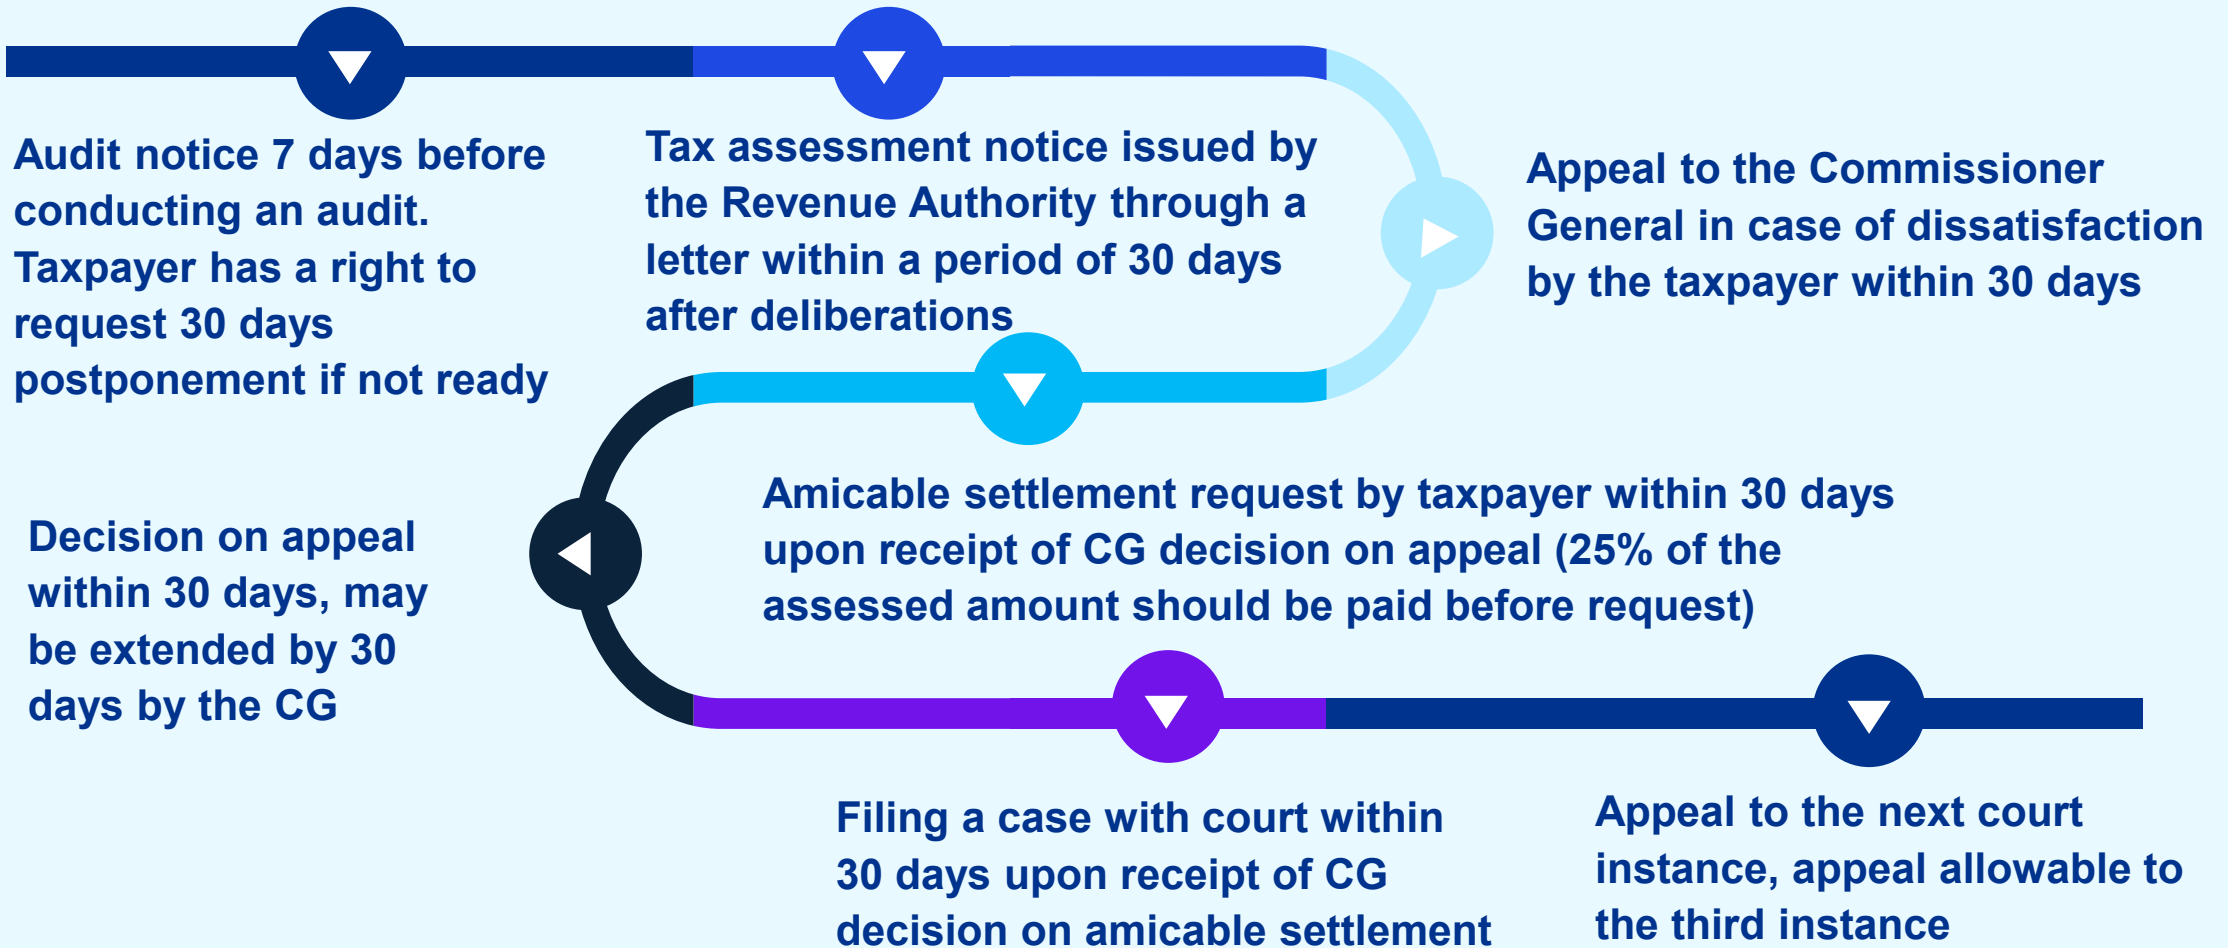 Audit notice 7 days before
conducting an audit.
Taxpayer has a right to
request 30 days
postponement if not ready
Tax assessment notice issued by
the Revenue Authority through a
letter within a period of 30 days
after deliberations
Appeal to the Commissioner
General in case of dissatisfaction
by the taxpayer within 30 days
Amicable settlement request by taxpayer within 30 days
upon receipt of CG decision on appeal (25% of the
assessed amount should be paid before request)
Decision on appeal
within 30 days, may
be extended by 30
days by the CG
Filing a case with court within
30 days upon receipt of CG
decision on amicable settlement
Appeal to the next court
instance, appeal allowable to
the third instance